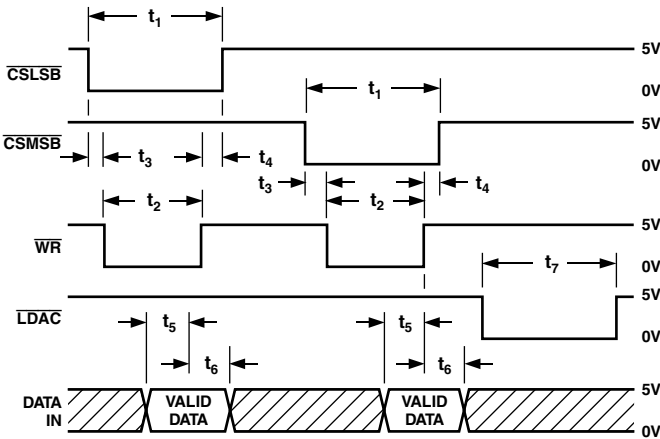 t1
5V
CSLSB
0V
t1
5V
CSMSB
0V
t3
t4
t3
t4
t2
t2
5V
WR
0V
t7
5V
LDAC
0V
t5
t5
t6
t6
5V
DATA IN
VALID DATA
VALID DATA
0V